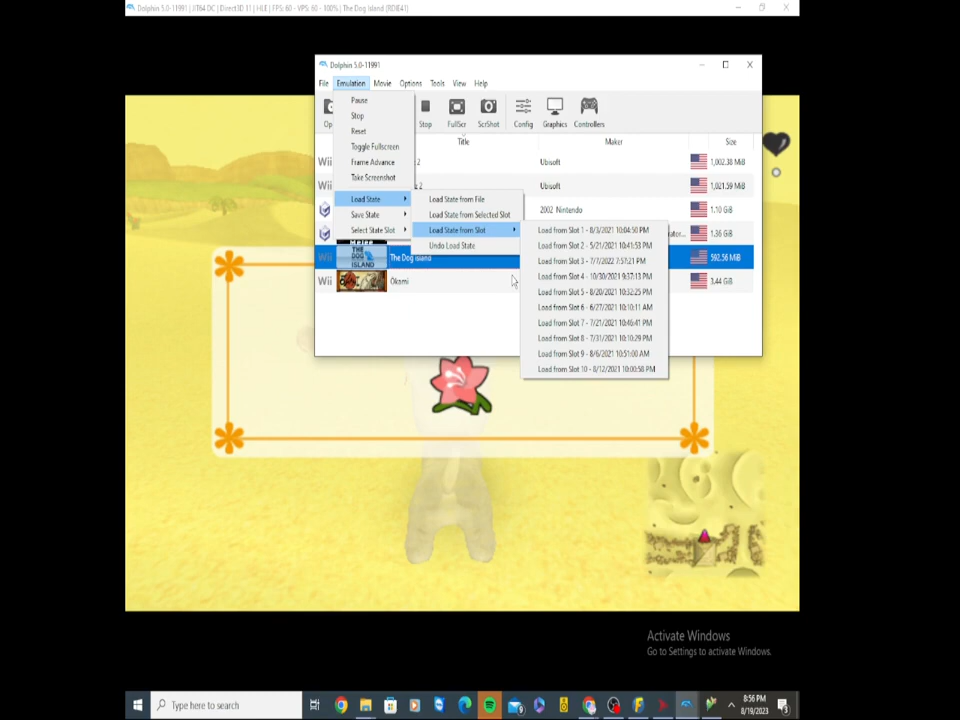 Dolphin 5.0-11991 | JIT64 DC | Direct3D 11 | HLE | FPS: 60 - VPS: 60 - 100% | The Dog Island (RDIE41)
Dolphin 5.0-11991
File Emulation Movie Options Tools View Help
Pause
Stop
Reset
Toggle Fullscreen
Frame Advance
Take Screenshot
Load State
Save State
Select State Slot
Op Stop FullScr ScrShot Config Graphics Controllers
Title Maker Size
Wii 2 Ubisoft 1,002.38 MiB
Wii 2 Ubisoft 1,021.59 MiB
2002 Nintendo 1.10 GiB
1.36 GiB
Wii THE DOG ISLAND The Dog Island 592.56 MiB
Wii Okami 3.44 GiB
Load State from File
Load State from Selected Slot
Load State from Slot
Undo Load State
Load from Slot 1 - 8/3/2021 10:04:50 PM
Load from Slot 2 - 5/21/2021 10:41:53 PM
Load from Slot 3 - 7/7/2022 7:57:21 PM
Load from Slot 4 - 10/30/2021 9:37:13 PM
Load from Slot 5 - 8/20/2021 10:32:25 PM
Load from Slot 6 - 6/27/2021 10:10:11 AM
Load from Slot 7 - 7/21/2021 10:46:41 PM
Load from Slot 8 - 7/31/2021 10:10:29 PM
Load from Slot 9 - 8/6/2021 10:51:00 AM
Load from Slot 10 - 8/12/2021 10:00:58 PM
Activate Windows
Go to Settings to activate Windows.
Type here to search
8:56 PM
8/19/2023